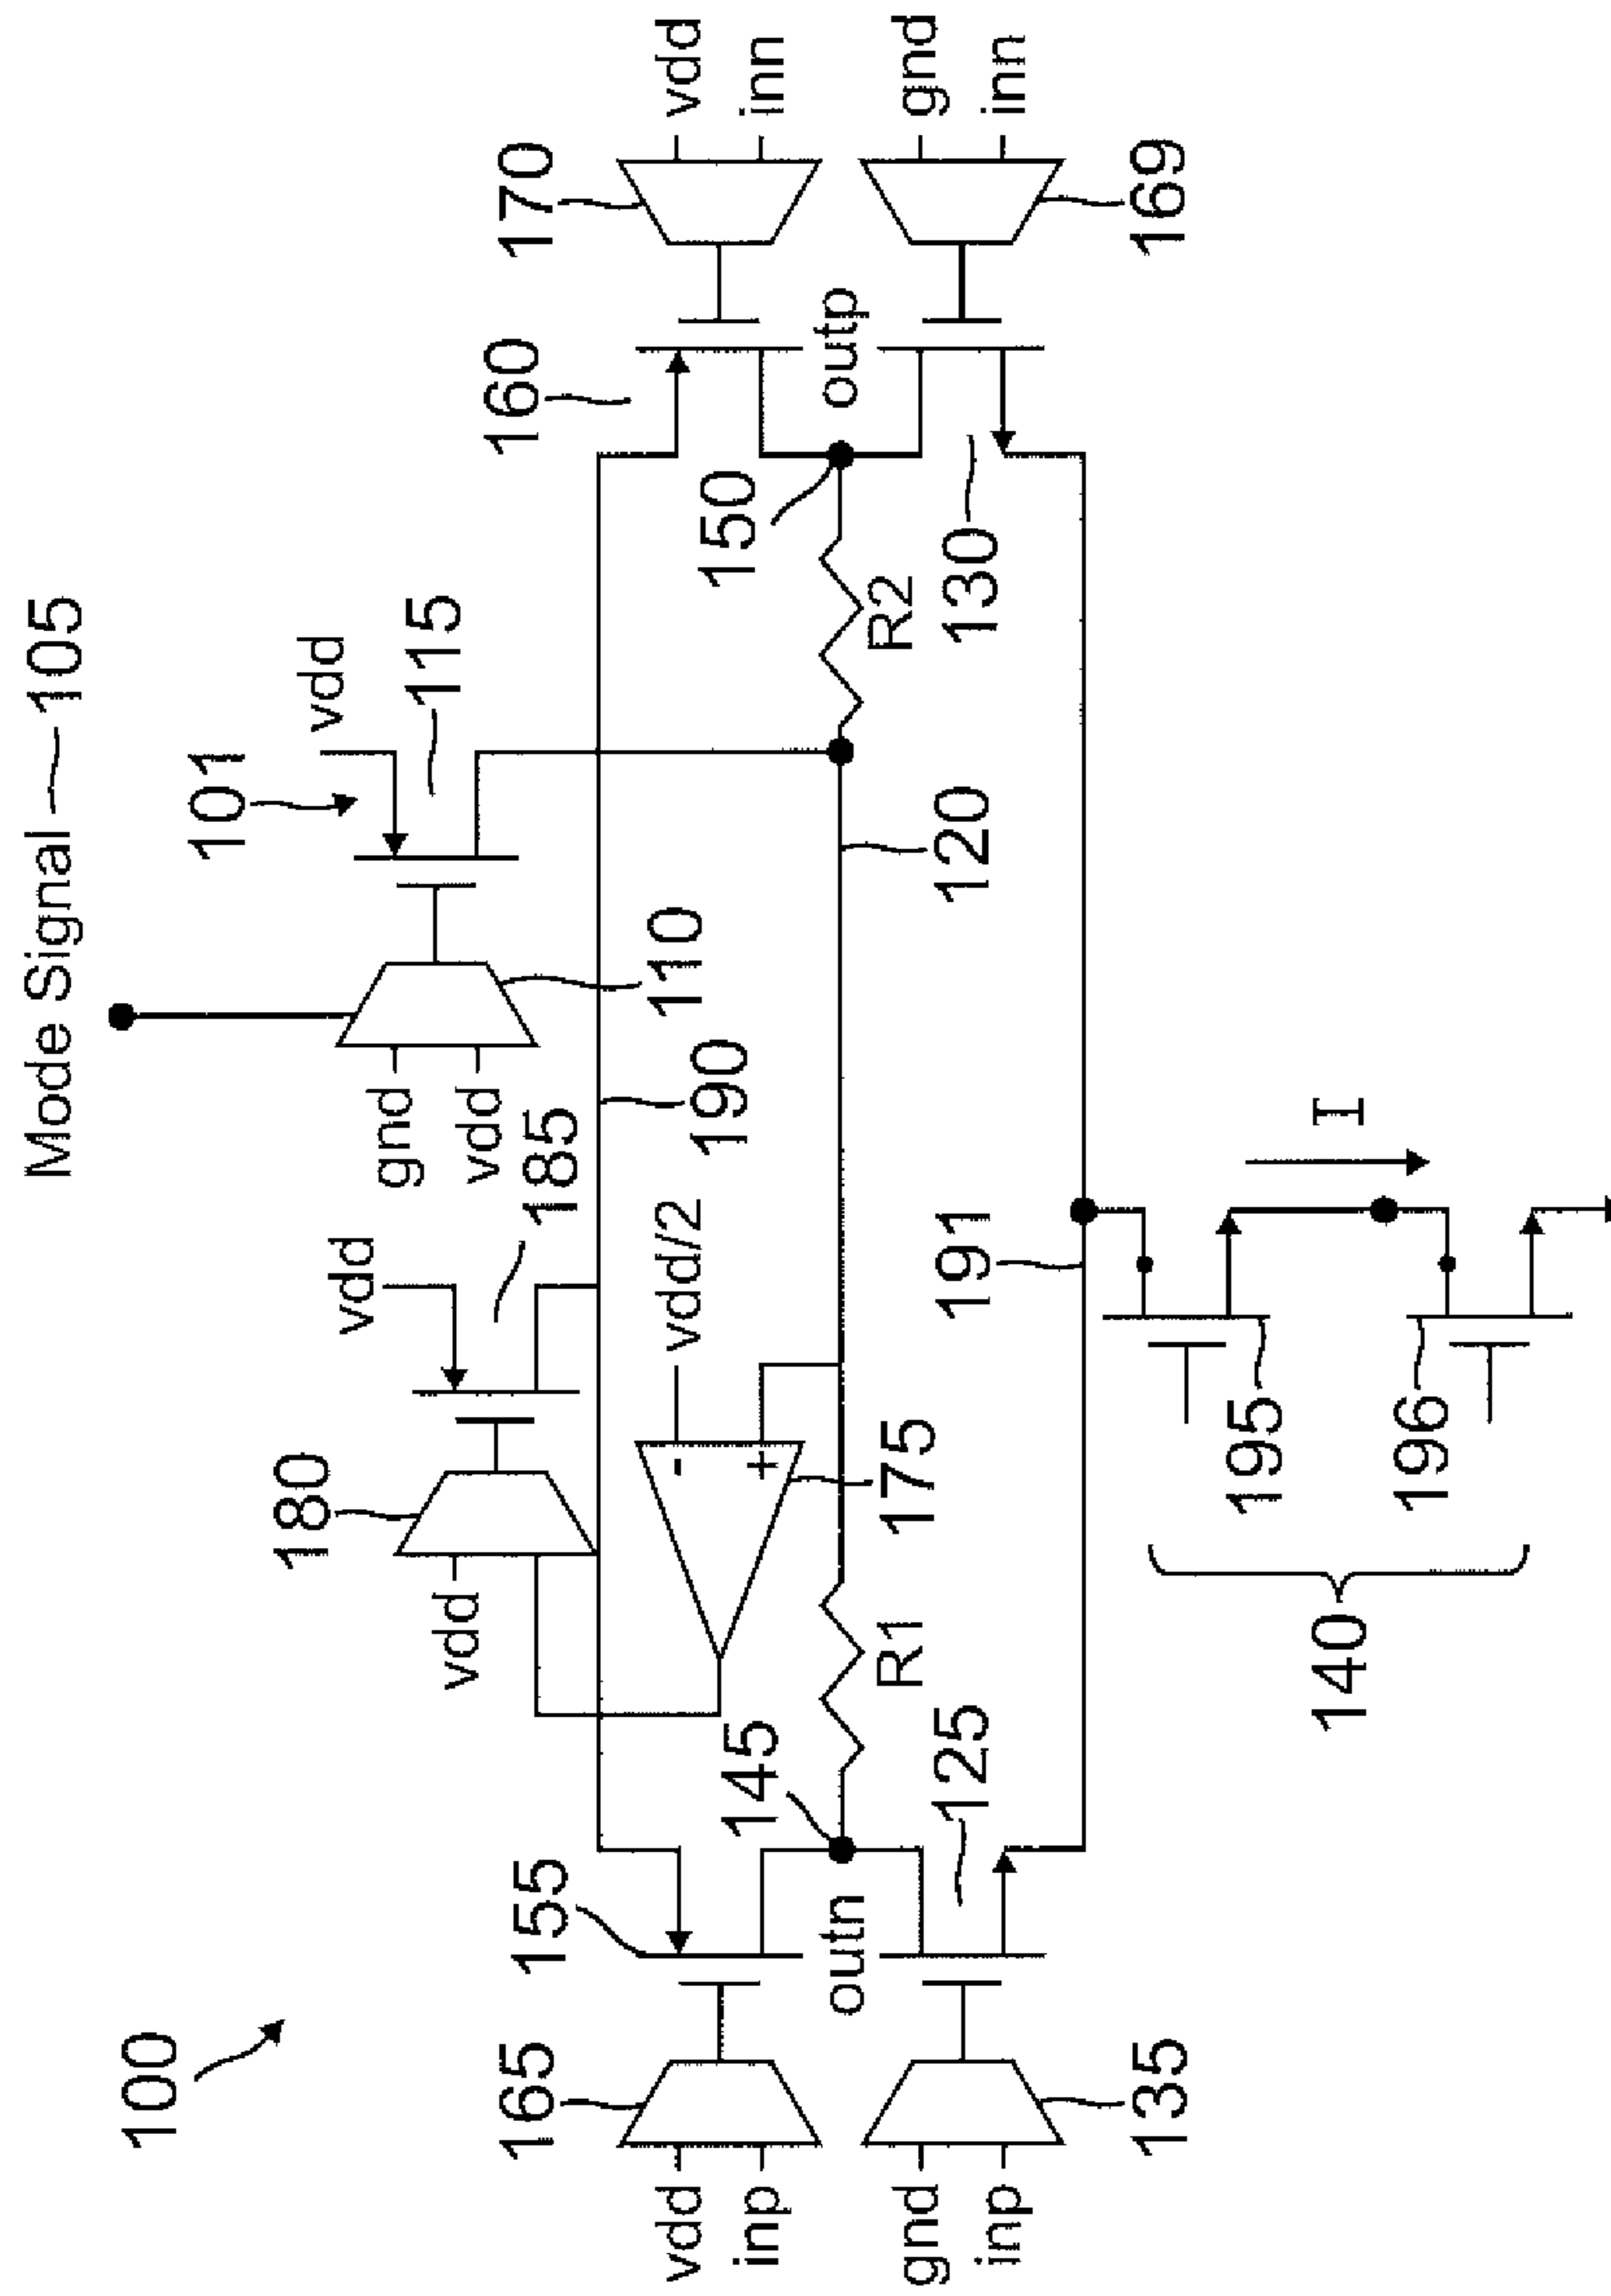 100
Mode Signal 105
101
vdd
115
gnd
vdd
110
vdd
185
180
vdd
190
vdd/2
-
+
175
165
vdd
inp
155
160
170
vdd
inn
145
outn
R1
120
R2
150
outp
125
135
gnd
inp
130
gnd
inn
169
191
195
196
140
I